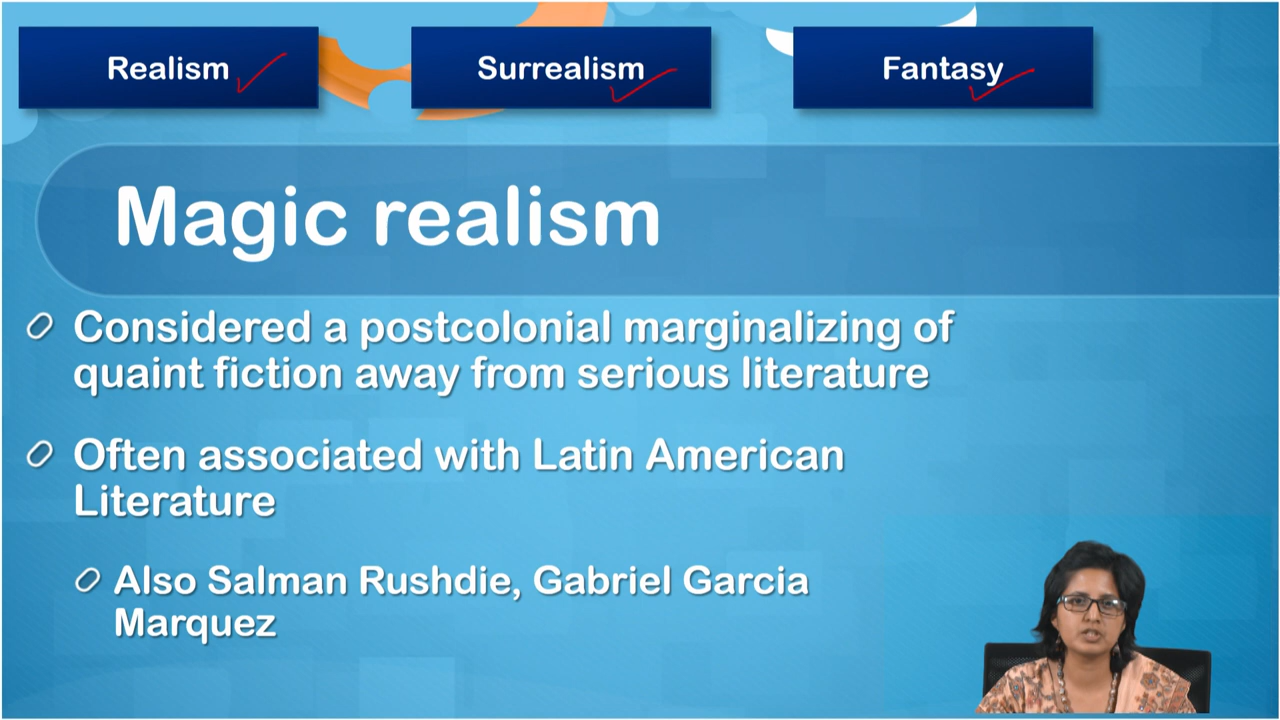 Realism
Surrealism
Fantasy
Magic realism
Considered a postcolonial marginalizing of
quaint fiction away from serious literature
Often associated with Latin American
Literature
Also Salman Rushdie, Gabriel Garcia
Marquez